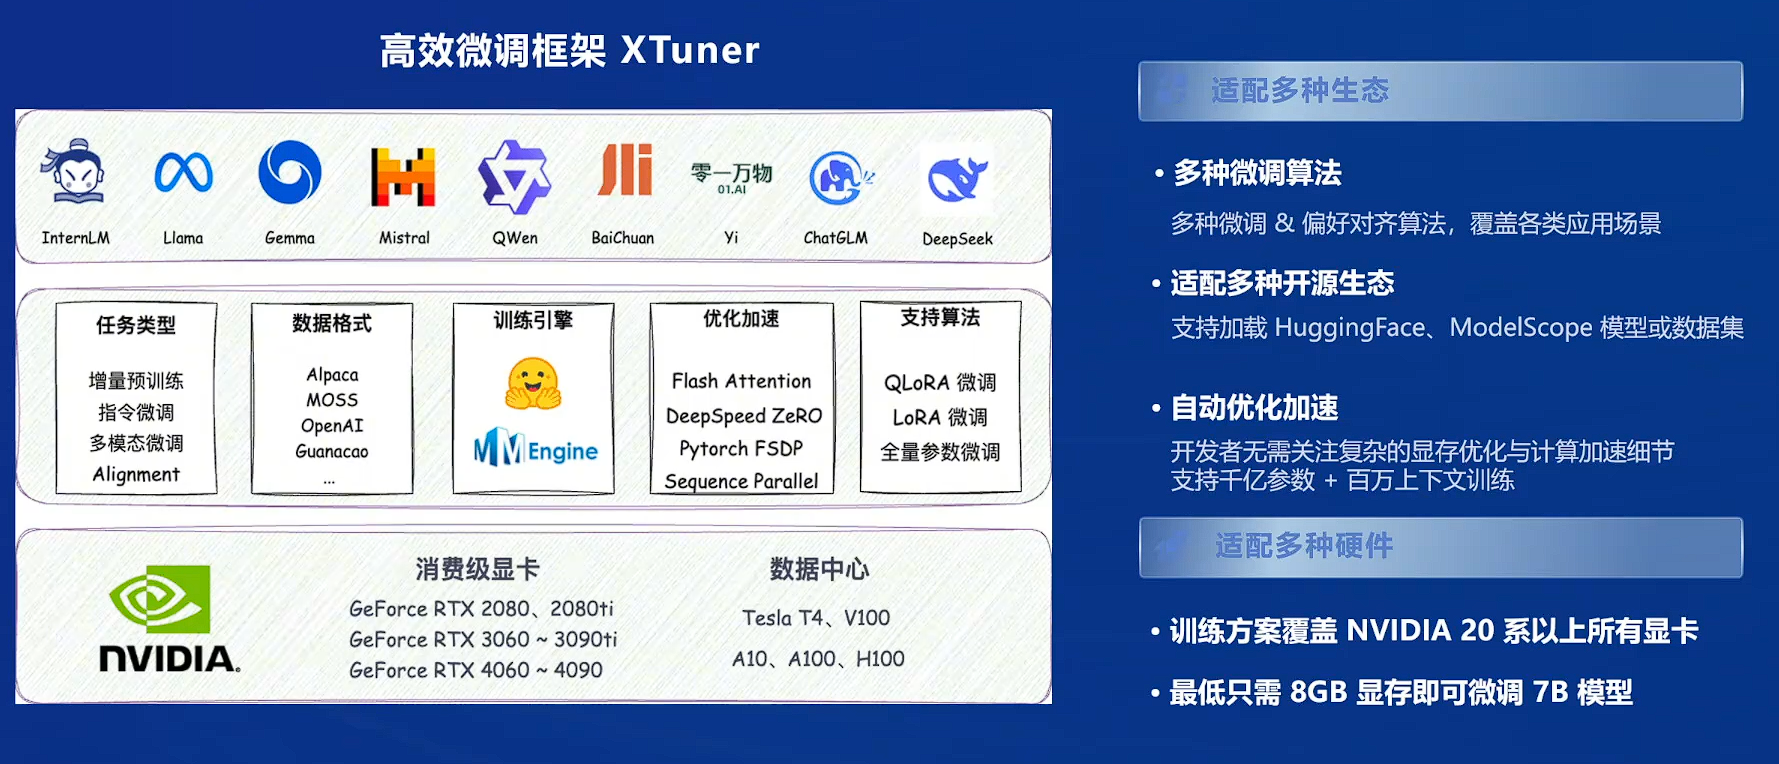 高效微调框架 XTuner
零一万物
01.AI
InternLM
Llama
Gemma
Mistral
QWen
BaiChuan
Yi
ChatGLM
DeepSeek
任务类型
增量预训练
指令微调
多模态微调
Alignment
数据格式
Alpaca
MOSS
OpenAI
Guanacao
...
训练引擎
MMEngine
优化加速
Flash Attention
DeepSpeed ZeRO
Pytorch FSDP
Sequence Parallel
支持算法
QLoRA 微调
LoRA 微调
全量参数微调
NVIDIA.
消费级显卡
GeForce RTX 2080、2080ti
GeForce RTX 3060 ~ 3090ti
GeForce RTX 4060 ~ 4090
数据中心
Tesla T4、V100
A10、A100、H100
适配多种生态
• 多种微调算法
多种微调 & 偏好对齐算法，覆盖各类应用场景
• 适配多种开源生态
支持加载 HuggingFace、ModelScope 模型或数据集
• 自动优化加速
开发者无需关注复杂的显存优化与计算加速细节
支持千亿参数 + 百万上下文训练
适配多种硬件
• 训练方案覆盖 NVIDIA 20 系以上所有显卡
• 最低只需 8GB 显存即可微调 7B 模型